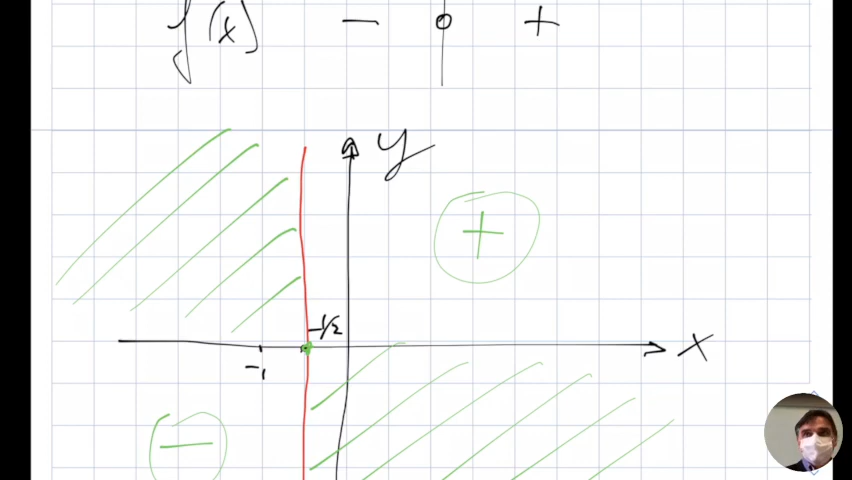 f(x) − 0 +
y
+
-1/2
x
-1
−